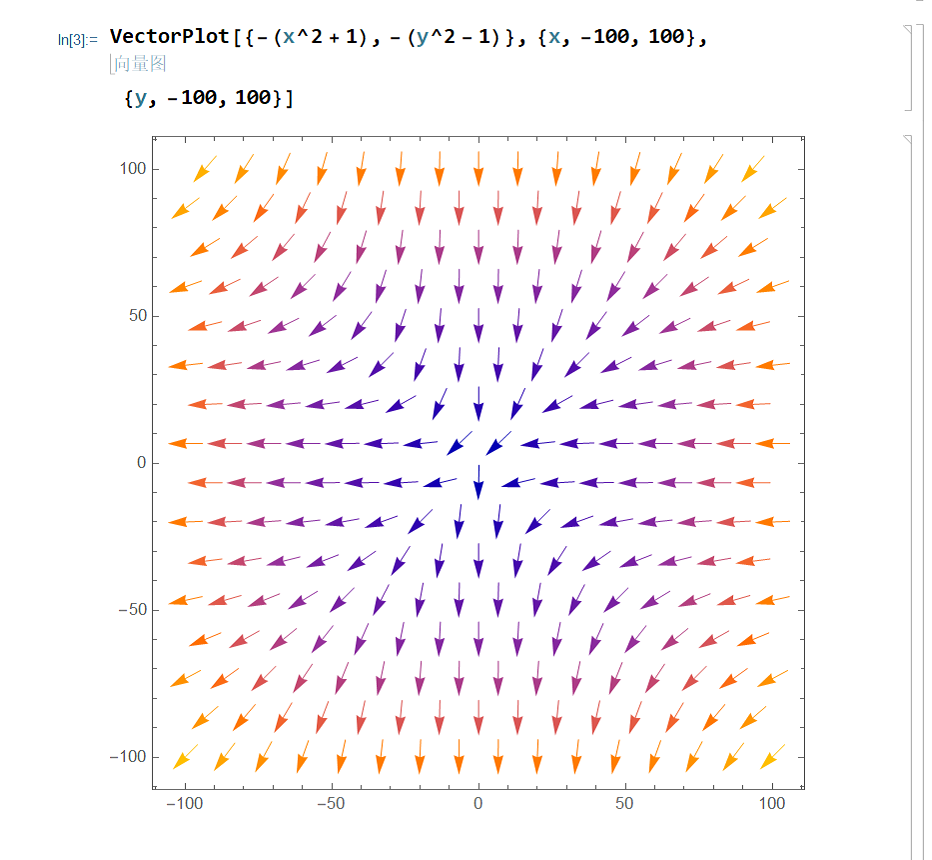 In[3]:= VectorPlot[{-(x^2+1), -(y^2-1)}, {x, -100, 100},
向量图
{y, -100, 100}]
100
50
0
-50
-100
-100 -50 0 50 100